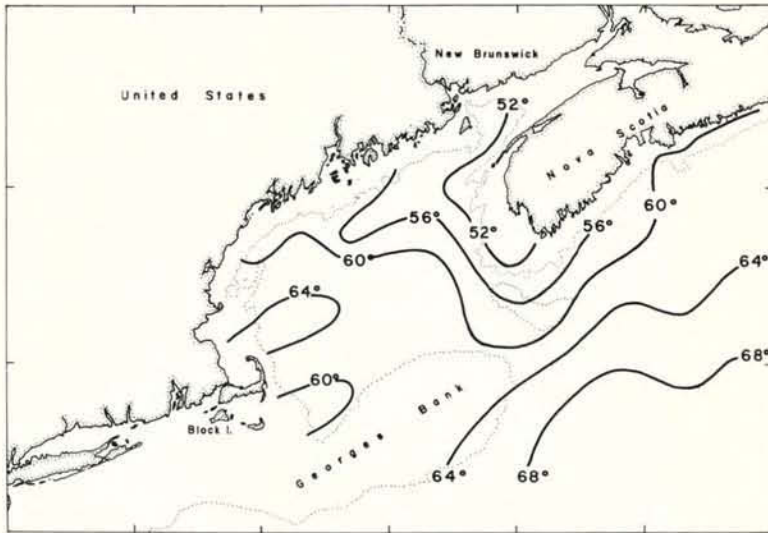 New Brunswick
United States
52°
Nova Scotia
56°
52°
56°
60°
60°
64°
64°
60°
68°
Georges Bank
Block I.
64°
68°